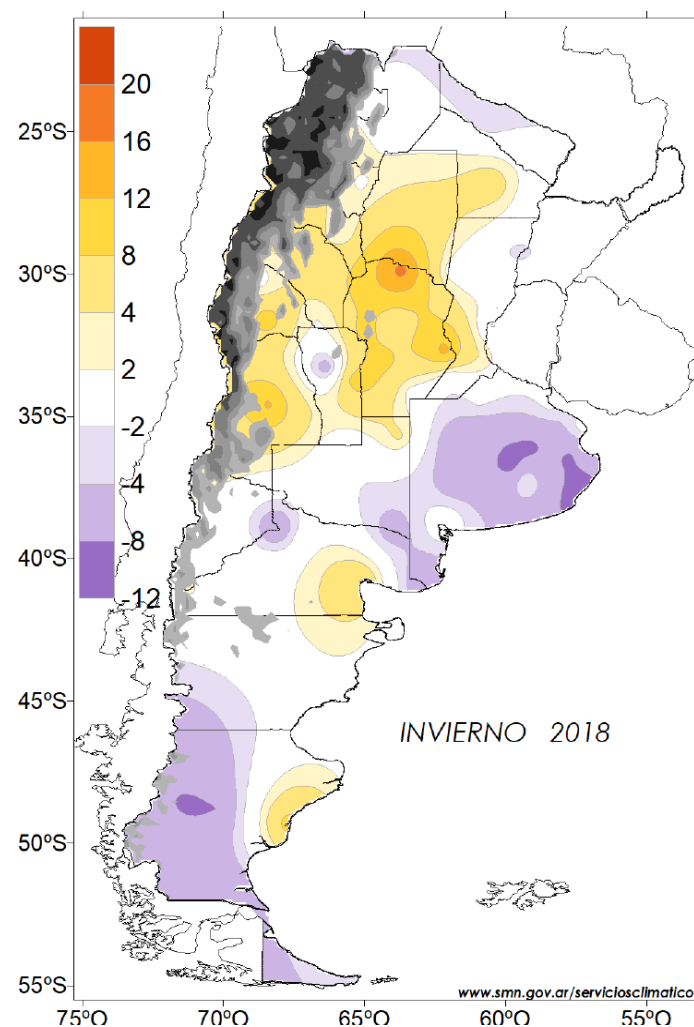 20
16
12
8
4
2
-2
-4
-8
-12
25ºS
30ºS
35ºS
40ºS
45ºS
50ºS
55ºS
INVIERNO 2018
www.smn.gov.ar/serviciosclimatico
75ºO 70ºO 65ºO 60ºO 55ºO